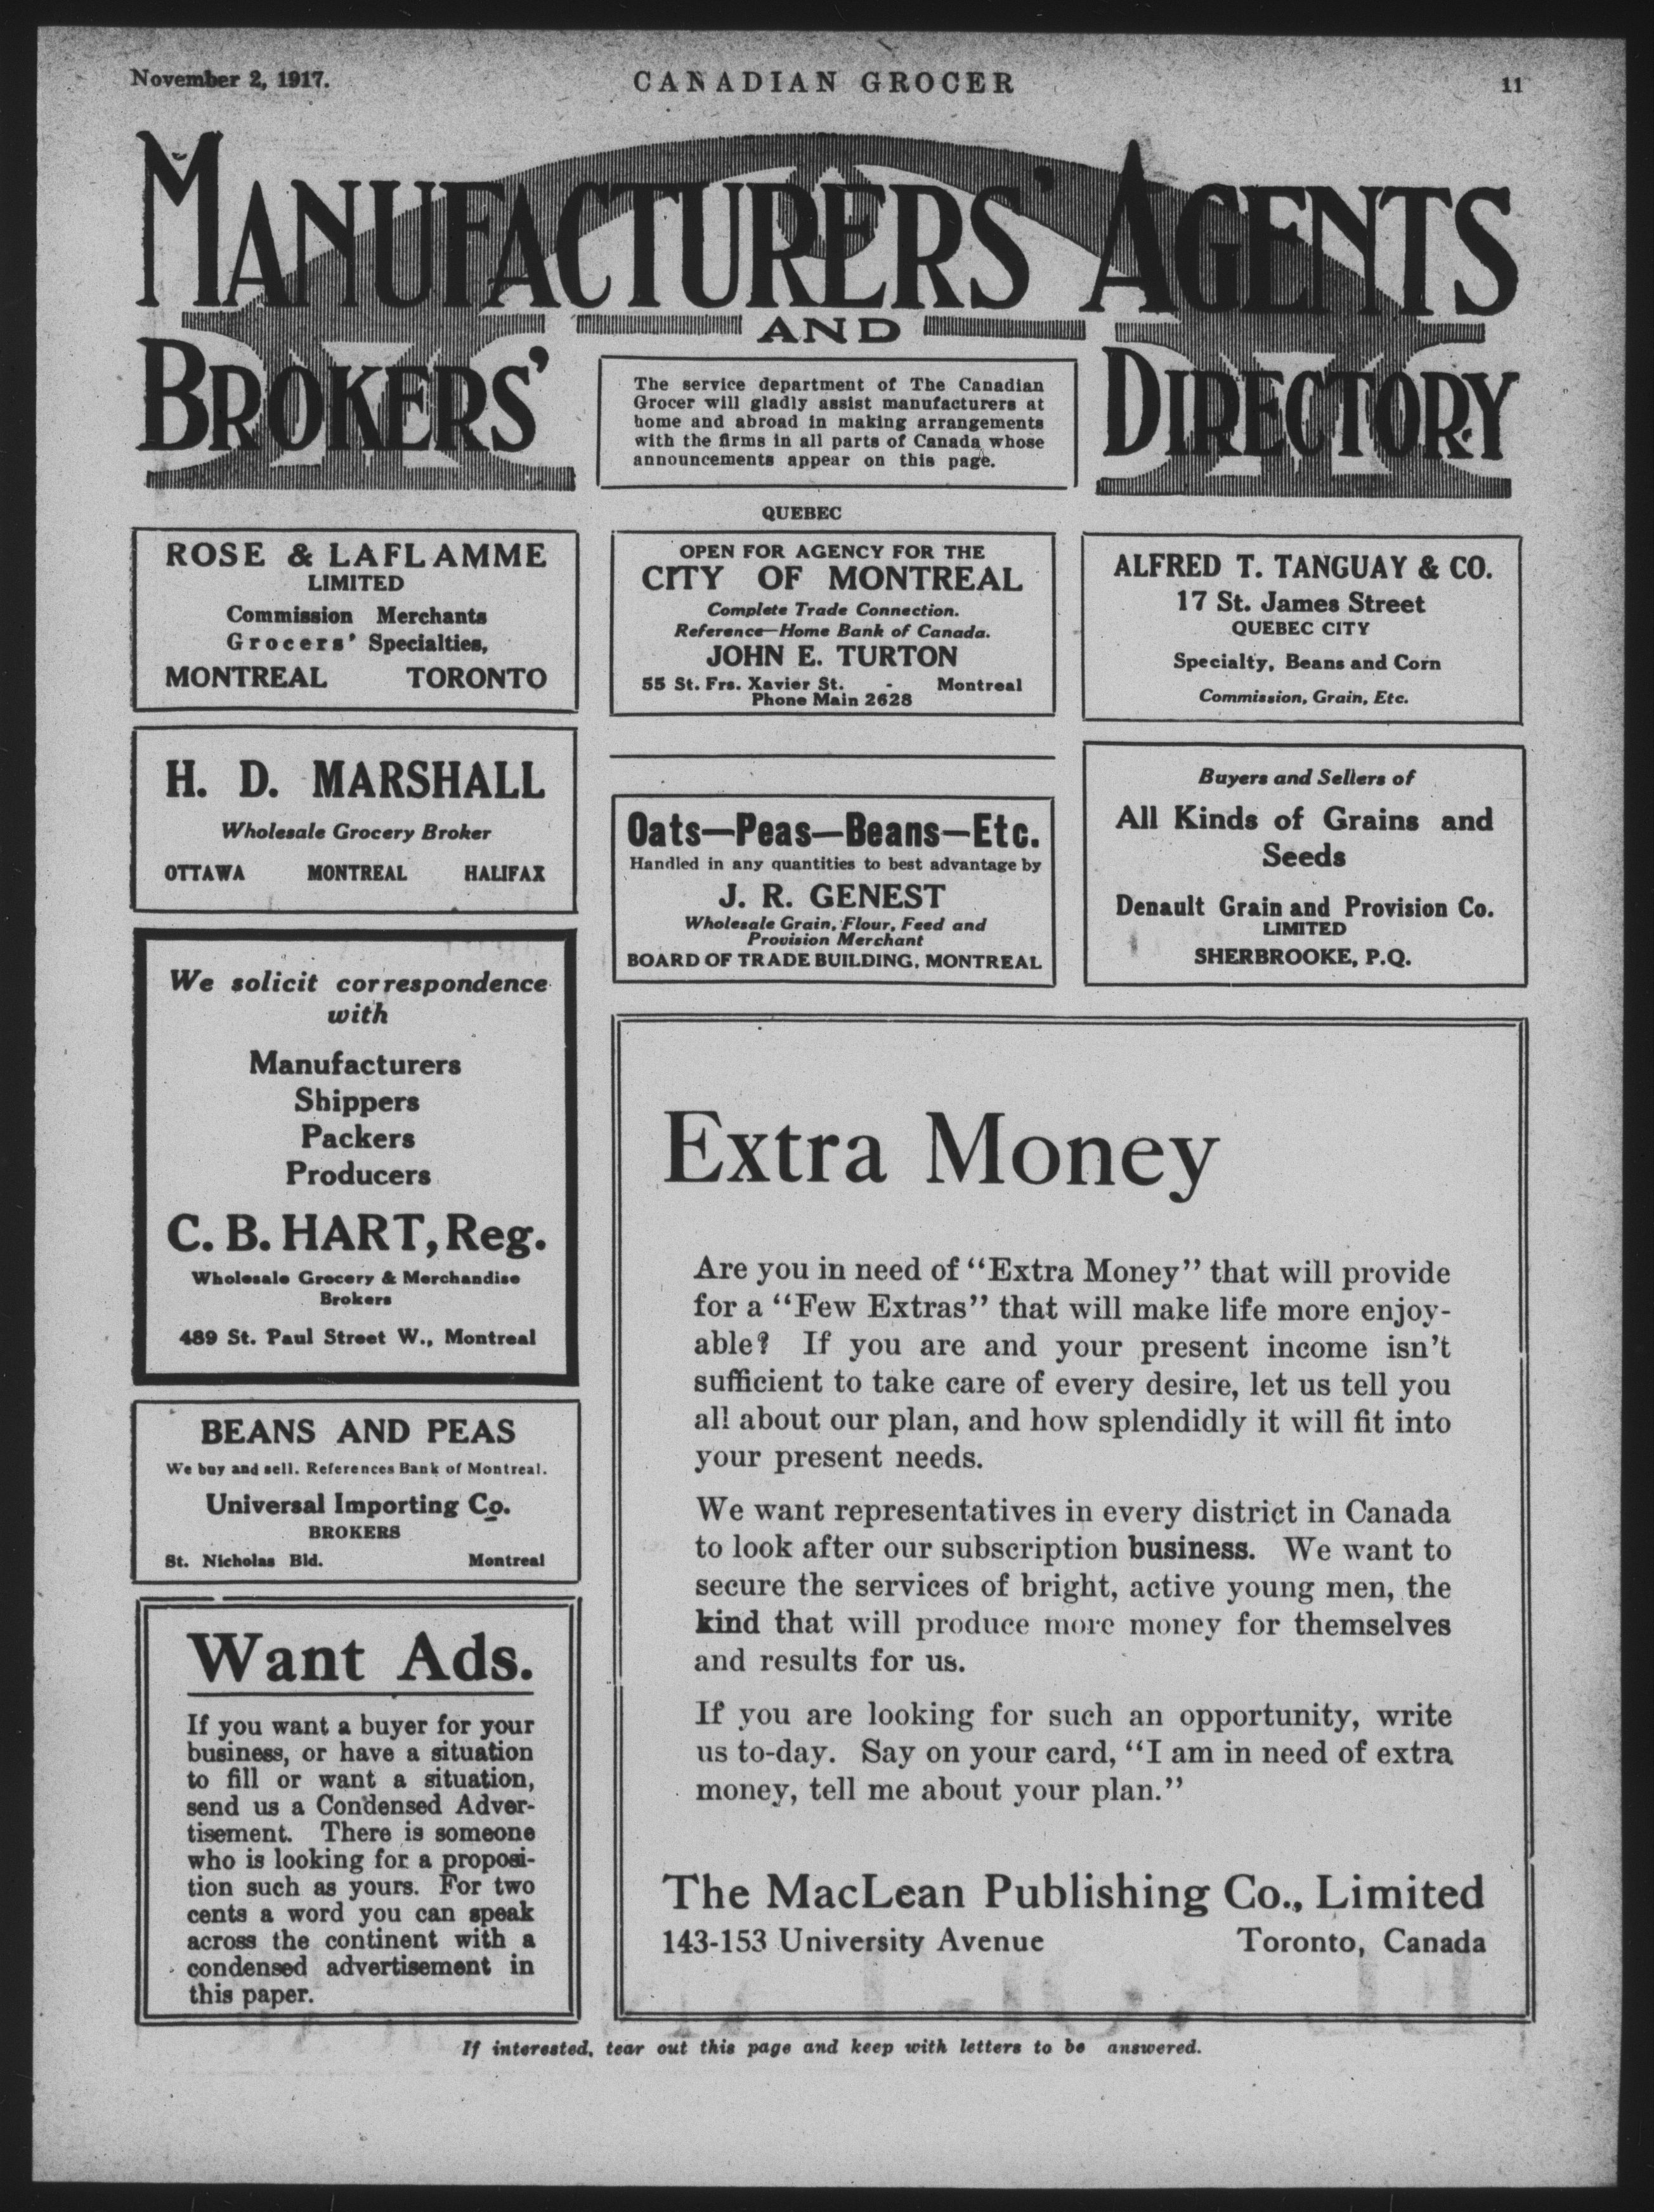 November 2, 1917.
CANADIAN GROCER
11
MANUFACTURERS' AGENTS
AND
BROKERS'
DIRECTORY
The service department of The Canadian
Grocer will gladly assist manufacturers at
home and abroad in making arrangements
with the firms in all parts of Canada whose
announcements appear on this page.
QUEBEC
ROSE & LAFLAMME
LIMITED
Commission Merchants
Grocers' Specialties,
MONTREAL TORONTO
H. D. MARSHALL
Wholesale Grocery Broker
OTTAWA MONTREAL HALIFAX
We solicit correspondence
with
Manufacturers
Shippers
Packers
Producers
C. B. HART, Reg.
Wholesale Grocery & Merchandise
Brokers
489 St. Paul Street W., Montreal
BEANS AND PEAS
We buy and sell. References Bank of Montreal.
Universal Importing Co.
BROKERS
St. Nicholas Bld. Montreal
Want Ads.
If you want a buyer for your
business, or have a situation
to fill or want a situation,
send us a Condensed Adver-
tisement. There is someone
who is looking for a proposi-
tion such as yours. For two
cents a word you can speak
across the continent with a
condensed advertisement in
this paper.
OPEN FOR AGENCY FOR THE
CITY OF MONTREAL
Complete Trade Connection.
Reference—Home Bank of Canada.
JOHN E. TURTON
55 St. Frs. Xavier St. - Montreal
Phone Main 2628
Oats—Peas—Beans—Etc.
Handled in any quantities to best advantage by
J. R. GENEST
Wholesale Grain, Flour, Feed and
Provision Merchant
BOARD OF TRADE BUILDING, MONTREAL
ALFRED T. TANGUAY & CO.
17 St. James Street
QUEBEC CITY
Specialty, Beans and Corn
Commission, Grain, Etc.
Buyers and Sellers of
All Kinds of Grains and
Seeds
Denault Grain and Provision Co.
LIMITED
SHERBROOKE, P.Q.
Extra Money
Are you in need of "Extra Money" that will provide
for a "Few Extras" that will make life more enjoy-
able? If you are and your present income isn't
sufficient to take care of every desire, let us tell you
all about our plan, and how splendidly it will fit into
your present needs.
We want representatives in every district in Canada
to look after our subscription business. We want to
secure the services of bright, active young men, the
kind that will produce more money for themselves
and results for us.
If you are looking for such an opportunity, write
us to-day. Say on your card, "I am in need of extra
money, tell me about your plan."
The MacLean Publishing Co., Limited
143-153 University Avenue Toronto, Canada
If interested, tear out this page and keep with letters to be answered.